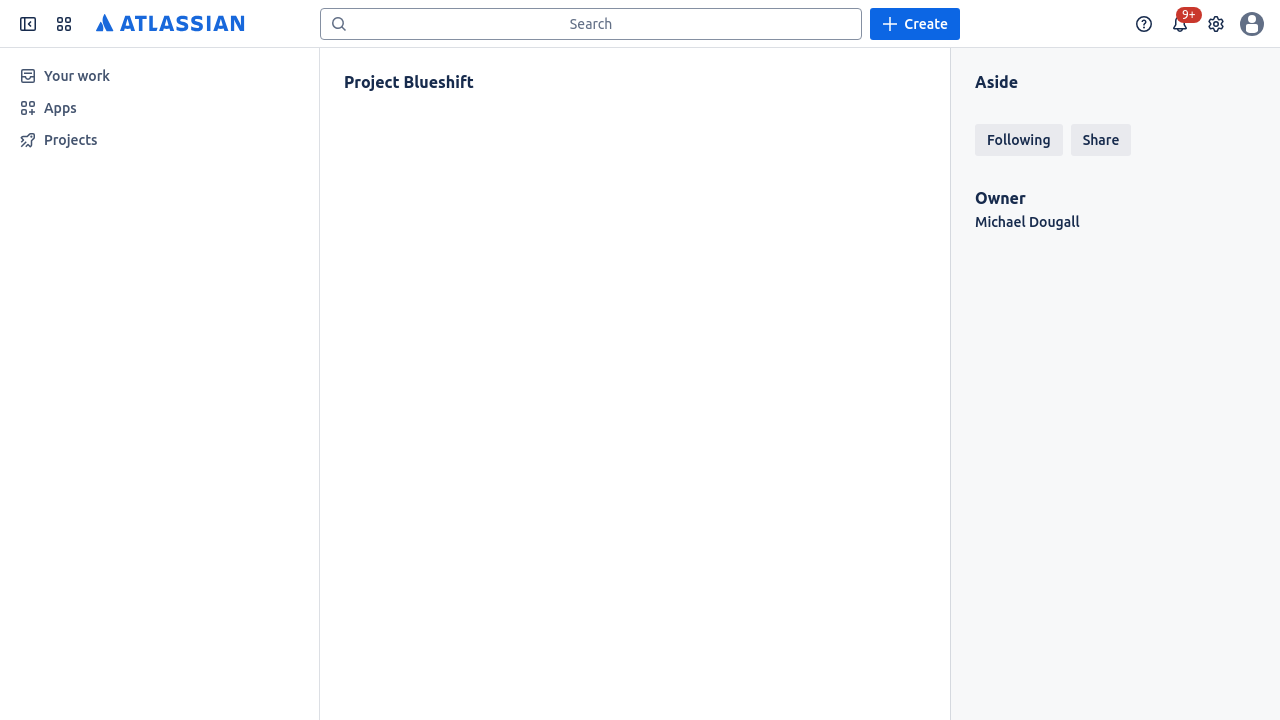 ATLASSIAN
Search
Create
9+
Your work
Apps
Projects
Project Blueshift
Aside
Following
Share
Owner
Michael Dougall